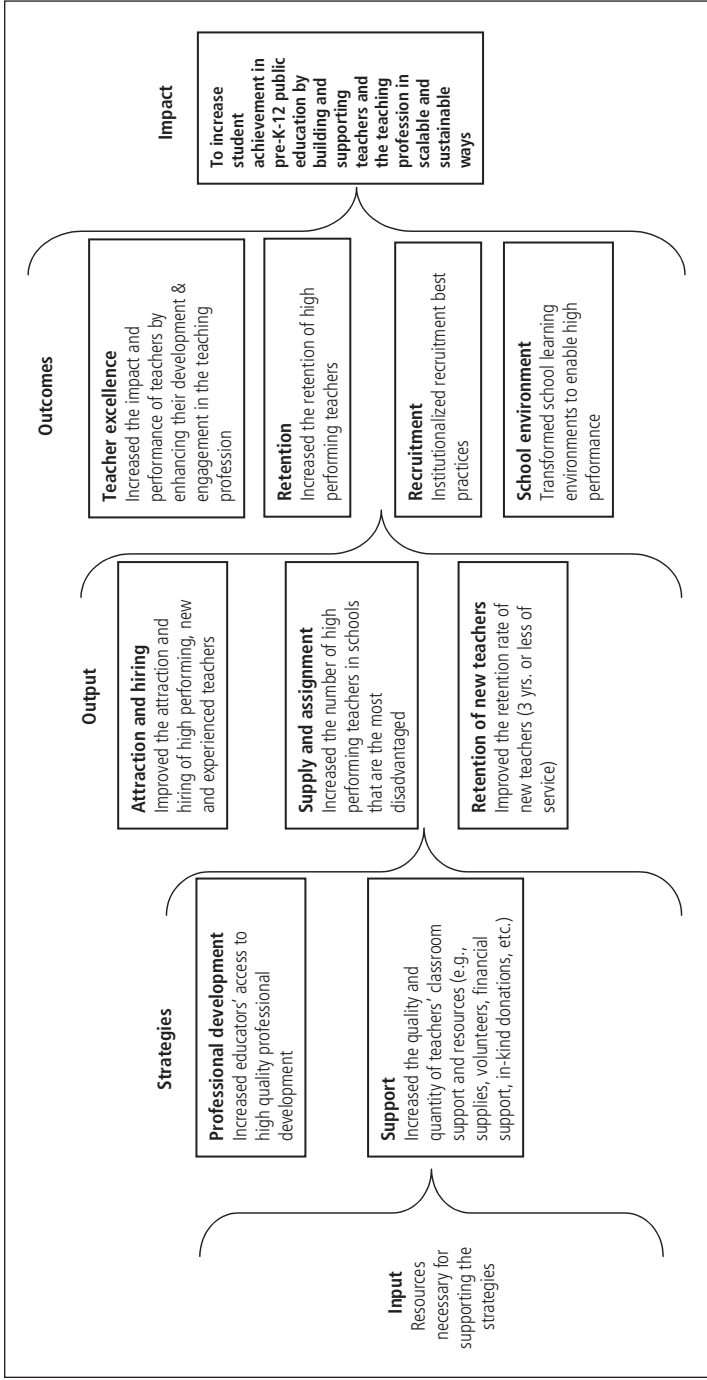 Input
Resources
necessary for
supporting the
strategies
Strategies
Professional development
Increased educators' access to
high quality professional
development
Support
Increased the quality and
quantity of teachers' classroom
support and resources (e.g.,
supplies, volunteers, financial
support, in-kind donations, etc.)
Output
Attraction and hiring
Improved the attraction and
hiring of high performing, new
and experienced teachers
Supply and assignment
Increased the number of high
performing teachers in schools
that are the most
disadvantaged
Retention of new teachers
Improved the retention rate of
new teachers (3 yrs. or less of
service)
Outcomes
Teacher excellence
Increased the impact and
performance of teachers by
enhancing their development &
engagement in the teaching
profession
Retention
Increased the retention of high
performing teachers
Recruitment
Institutionalized recruitment best
practices
School environment
Transformed school learning
environments to enable high
performance
Impact
To increase
student
achievement in
pre-K-12 public
education by
building and
supporting
teachers and
the teaching
profession in
scalable and
sustainable
ways